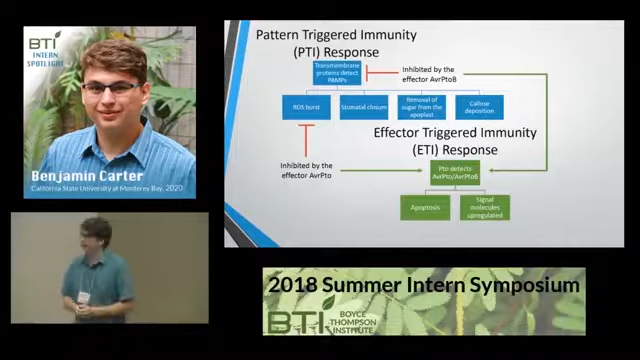 BTI
INTERN
SPOTLIGHT
Benjamin Carter
California State University at Monterey Bay, 2020
Pattern Triggered Immunity
(PTI) Response
Transmembrane
proteins detect
PAMPs
Inhibited by the
effector AvrPtoB
ROS burst
Stomatal closum
Removal of
sugar from the
apoplast
Callose
deposition
Effector Triggered Immunity
(ETI) Response
Inhibited by the
effector AvrPto
Pto detects
AvrPto/AvrPtoB
Apoptosis
Signal
molecules
upregulated
2018 Summer Intern Symposium
BTI
BOYCE
THOMPSON
INSTITUTE